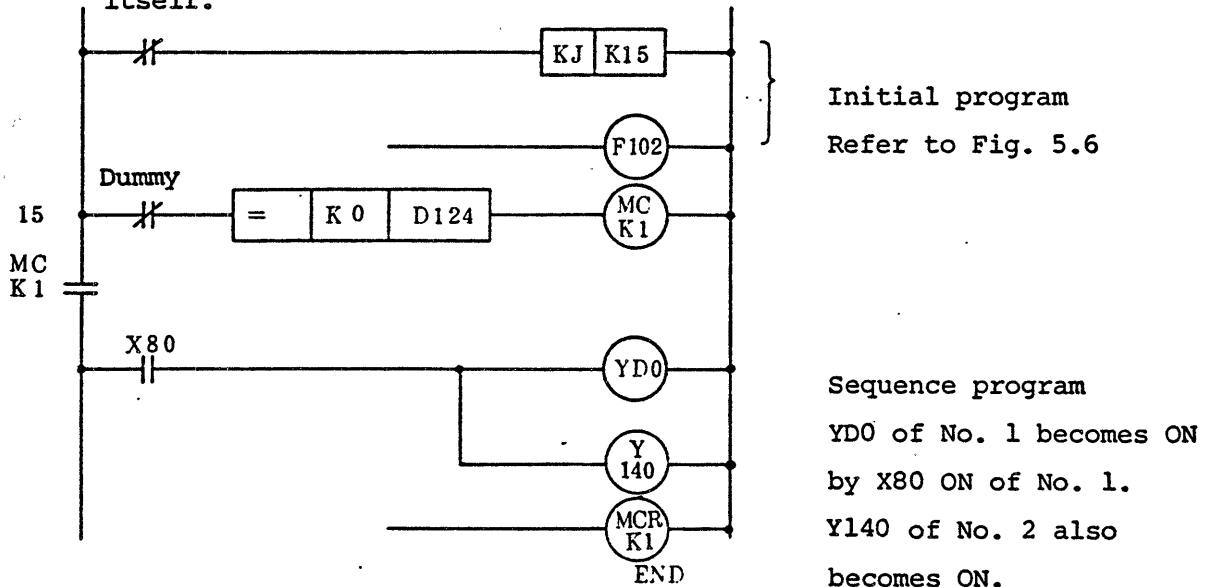 itself.
KJ K15
Initial program
F102
Refer to Fig. 5.6
Dummy
15 = K0 D124 MC K1
MC
K1
X80
YD0
Sequence program
YD0 of No. 1 becomes ON
Y 140
by X80 ON of No. 1.
Y140 of No. 2 also
MCR K1
END
becomes ON.